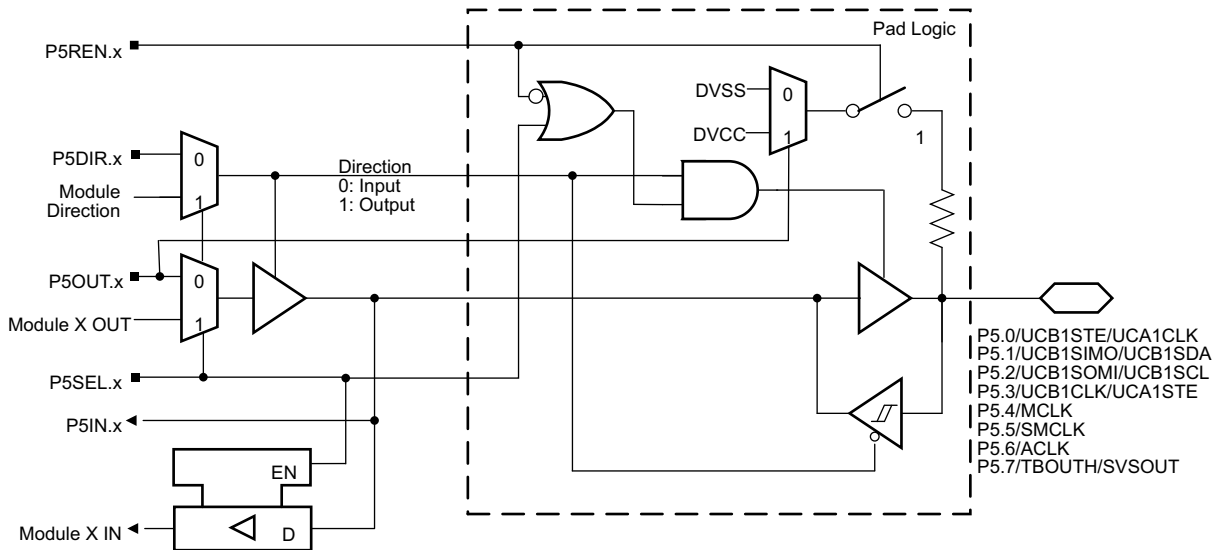 Pad Logic
P5REN.x
DVSS
0
DVCC
1
1
P5DIR.x
0
Module
Direction
1
Direction
0: Input
1: Output
P5OUT.x
0
Module X OUT
1
P5SEL.x
P5IN.x
EN
Module X IN
D
P5.0/UCB1STE/UCA1CLK
P5.1/UCB1SIMO/UCB1SDA
P5.2/UCB1SOMI/UCB1SCL
P5.3/UCB1CLK/UCA1STE
P5.4/MCLK
P5.5/SMCLK
P5.6/ACLK
P5.7/TBOUTH/SVSOUT